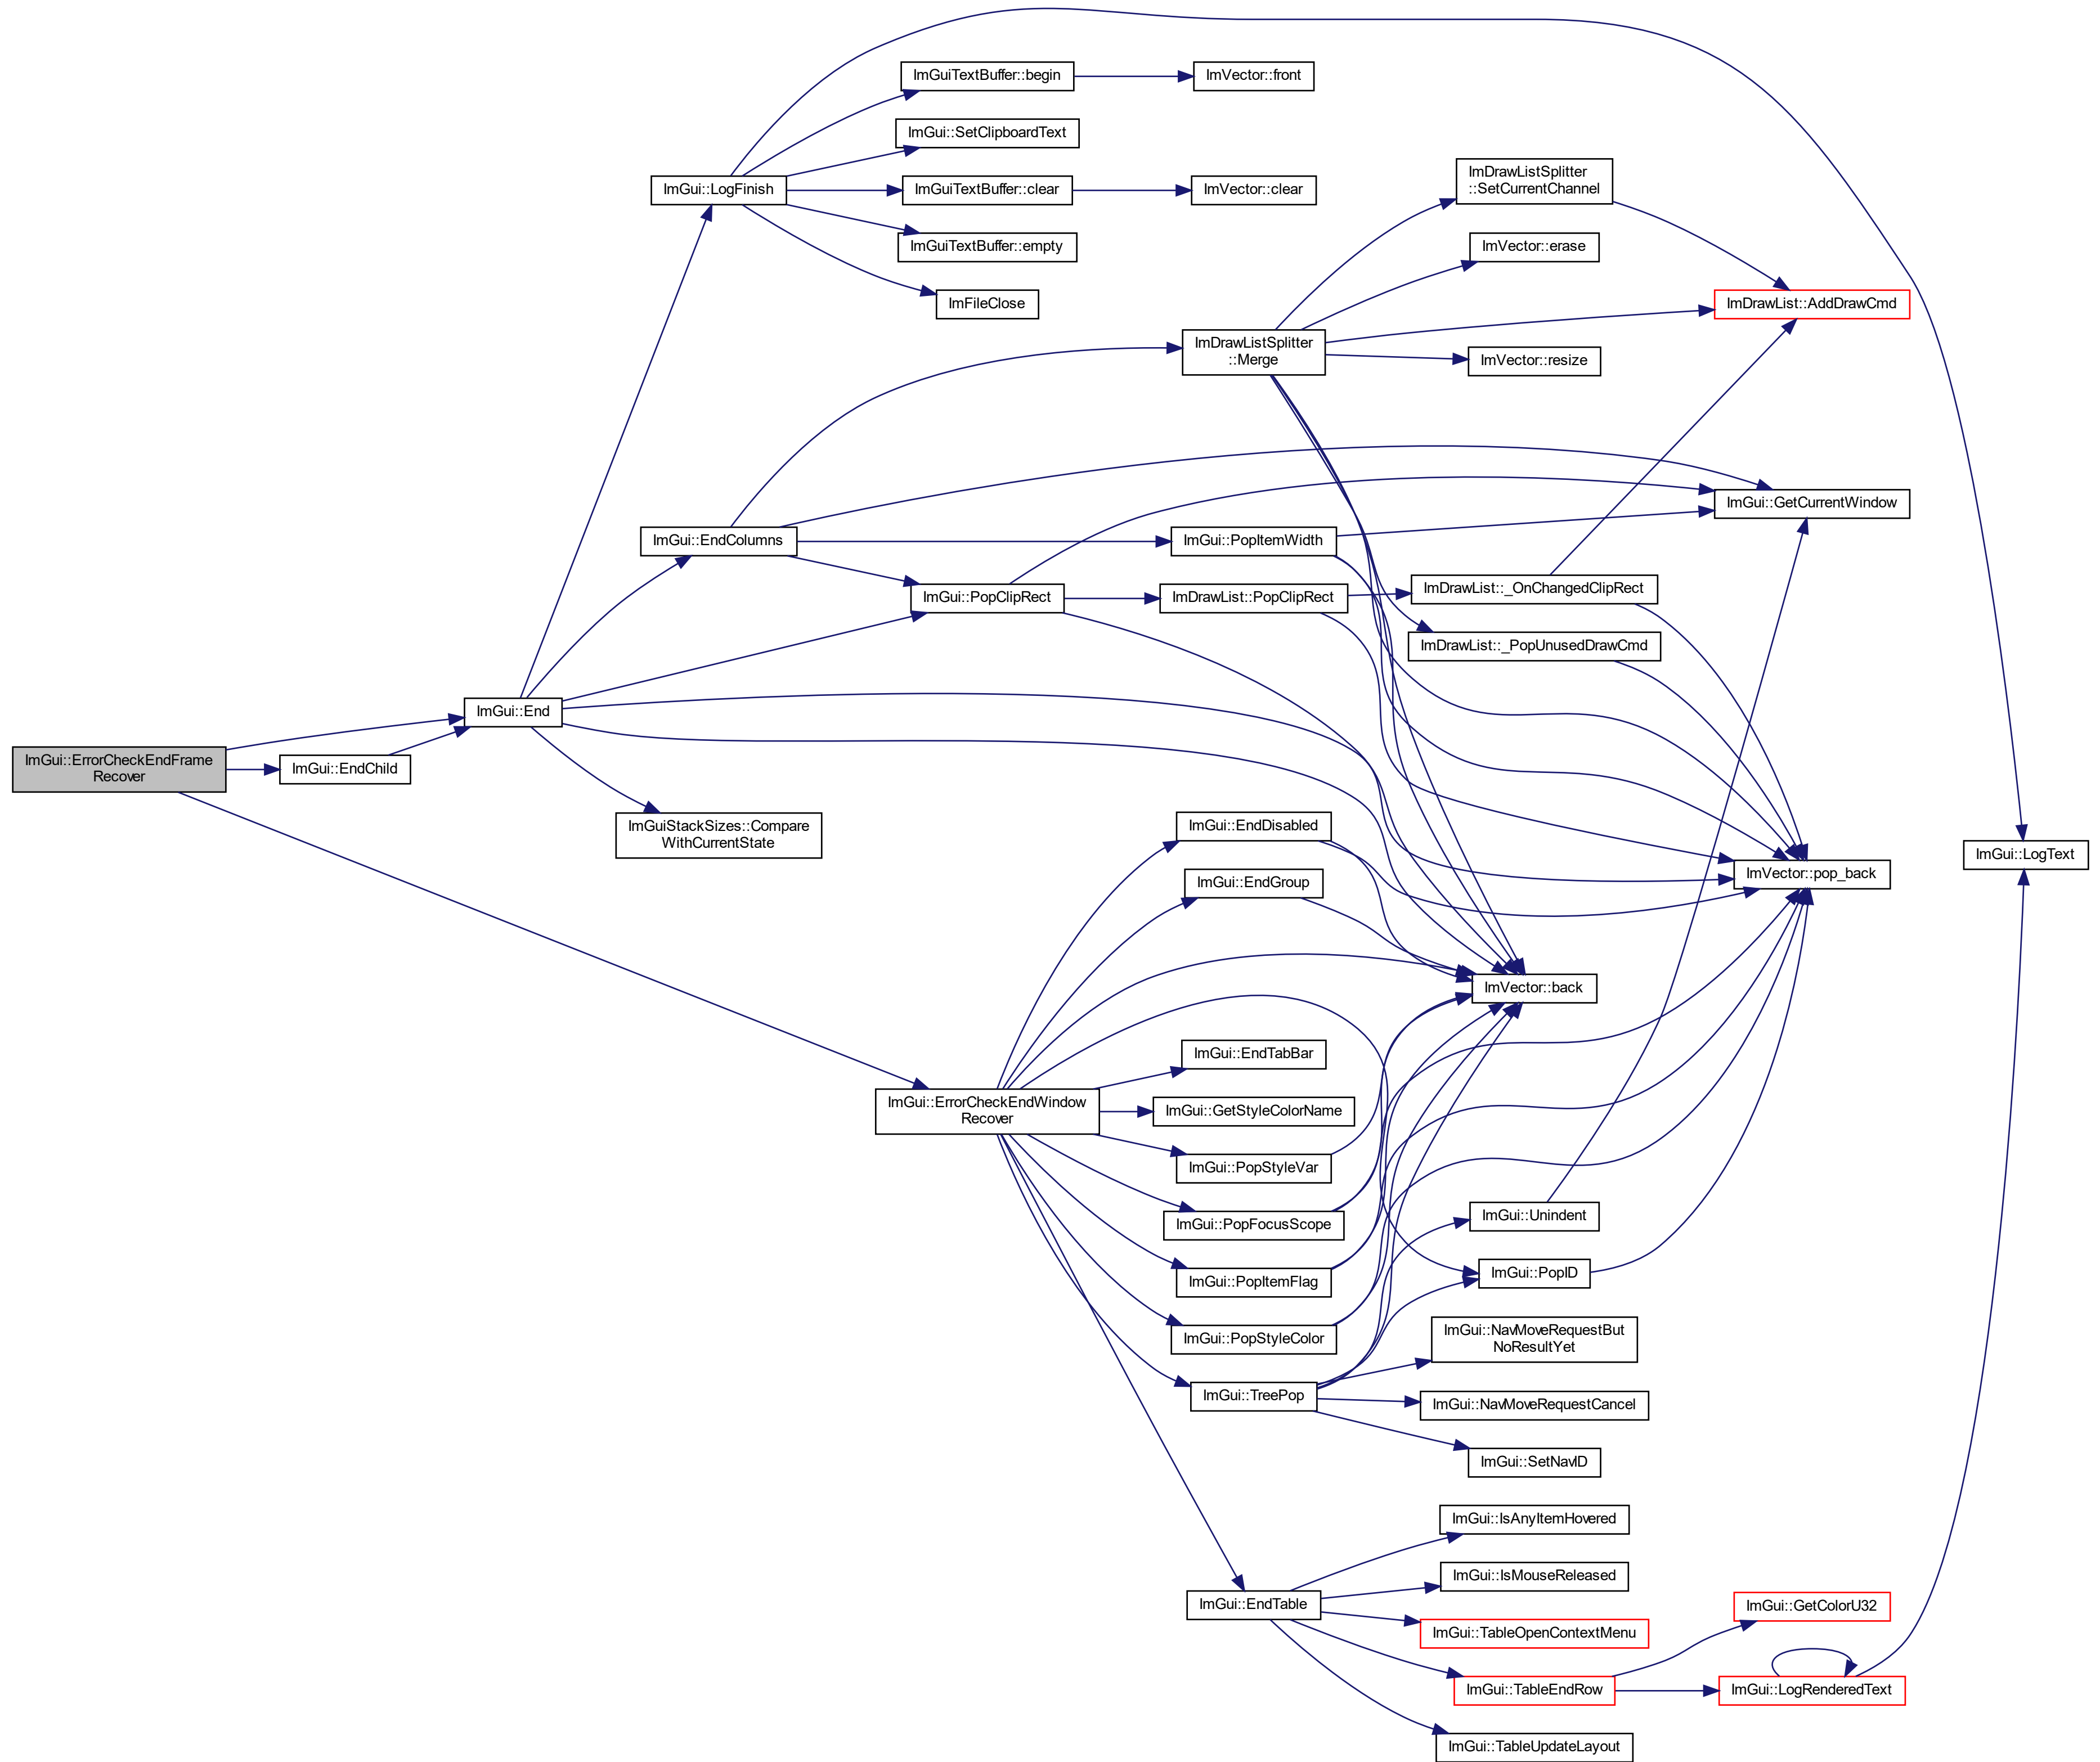 ImGui::ErrorCheckEndFrame
Recover
ImGui::EndChild
ImGui::End
ImGui::LogFinish
ImGui::EndColumns
ImGuiStackSizes::Compare
WithCurrentState
ImGuiTextBuffer::begin
ImGui::SetClipboardText
ImGuiTextBuffer::clear
ImGuiTextBuffer::empty
ImFileClose
ImGui::PopClipRect
ImGui::ErrorCheckEndWindow
Recover
ImVector::front
ImVector::clear
ImDrawListSplitter
::Merge
ImGui::PopItemWidth
ImDrawList::PopClipRect
ImGui::EndDisabled
ImGui::EndGroup
ImGui::EndTabBar
ImGui::GetStyleColorName
ImGui::PopStyleVar
ImGui::PopFocusScope
ImGui::PopItemFlag
ImGui::PopStyleColor
ImGui::TreePop
ImGui::EndTable
ImDrawListSplitter
::SetCurrentChannel
ImVector::erase
ImVector::resize
ImDrawList::_OnChangedClipRect
ImDrawList::_PopUnusedDrawCmd
ImVector::back
ImGui::Unindent
ImGui::PopID
ImGui::NavMoveRequestBut
NoResultYet
ImGui::NavMoveRequestCancel
ImGui::SetNavID
ImGui::IsAnyItemHovered
ImGui::IsMouseReleased
ImGui::TableOpenContextMenu
ImGui::TableEndRow
ImGui::TableUpdateLayout
ImDrawList::AddDrawCmd
ImGui::GetCurrentWindow
ImVector::pop_back
ImGui::GetColorU32
ImGui::LogRenderedText
ImGui::LogText